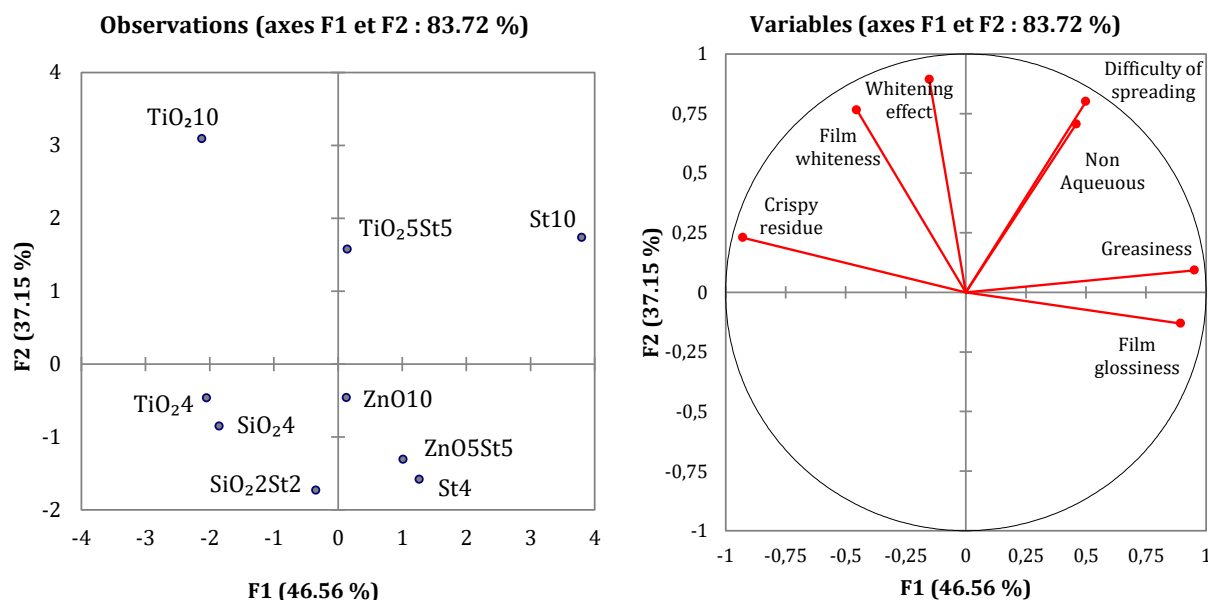 Observations (axes F1 et F2 : 83.72 %)
4
3
2
1
0
-1
-2
F2 (37.15 %)
TiO₂10
TiO₂5St5
St10
TiO₂4
SiO₂4
ZnO10
ZnO5St5
SiO₂2St2
St4
-4
-3
-2
-1
0
1
2
3
4
F1 (46.56 %)
Variables (axes F1 et F2 : 83.72 %)
1
0,75
0,5
0,25
0
-0,25
-0,5
-0,75
-1
F2 (37.15 %)
Whitening
effect
Difficulty of
spreading
Film
whiteness
Non
Aqueuous
Crispy
residue
Greasiness
Film
glossiness
-1
-0,75
-0,5
-0,25
0
0,25
0,5
0,75
1
F1 (46.56 %)